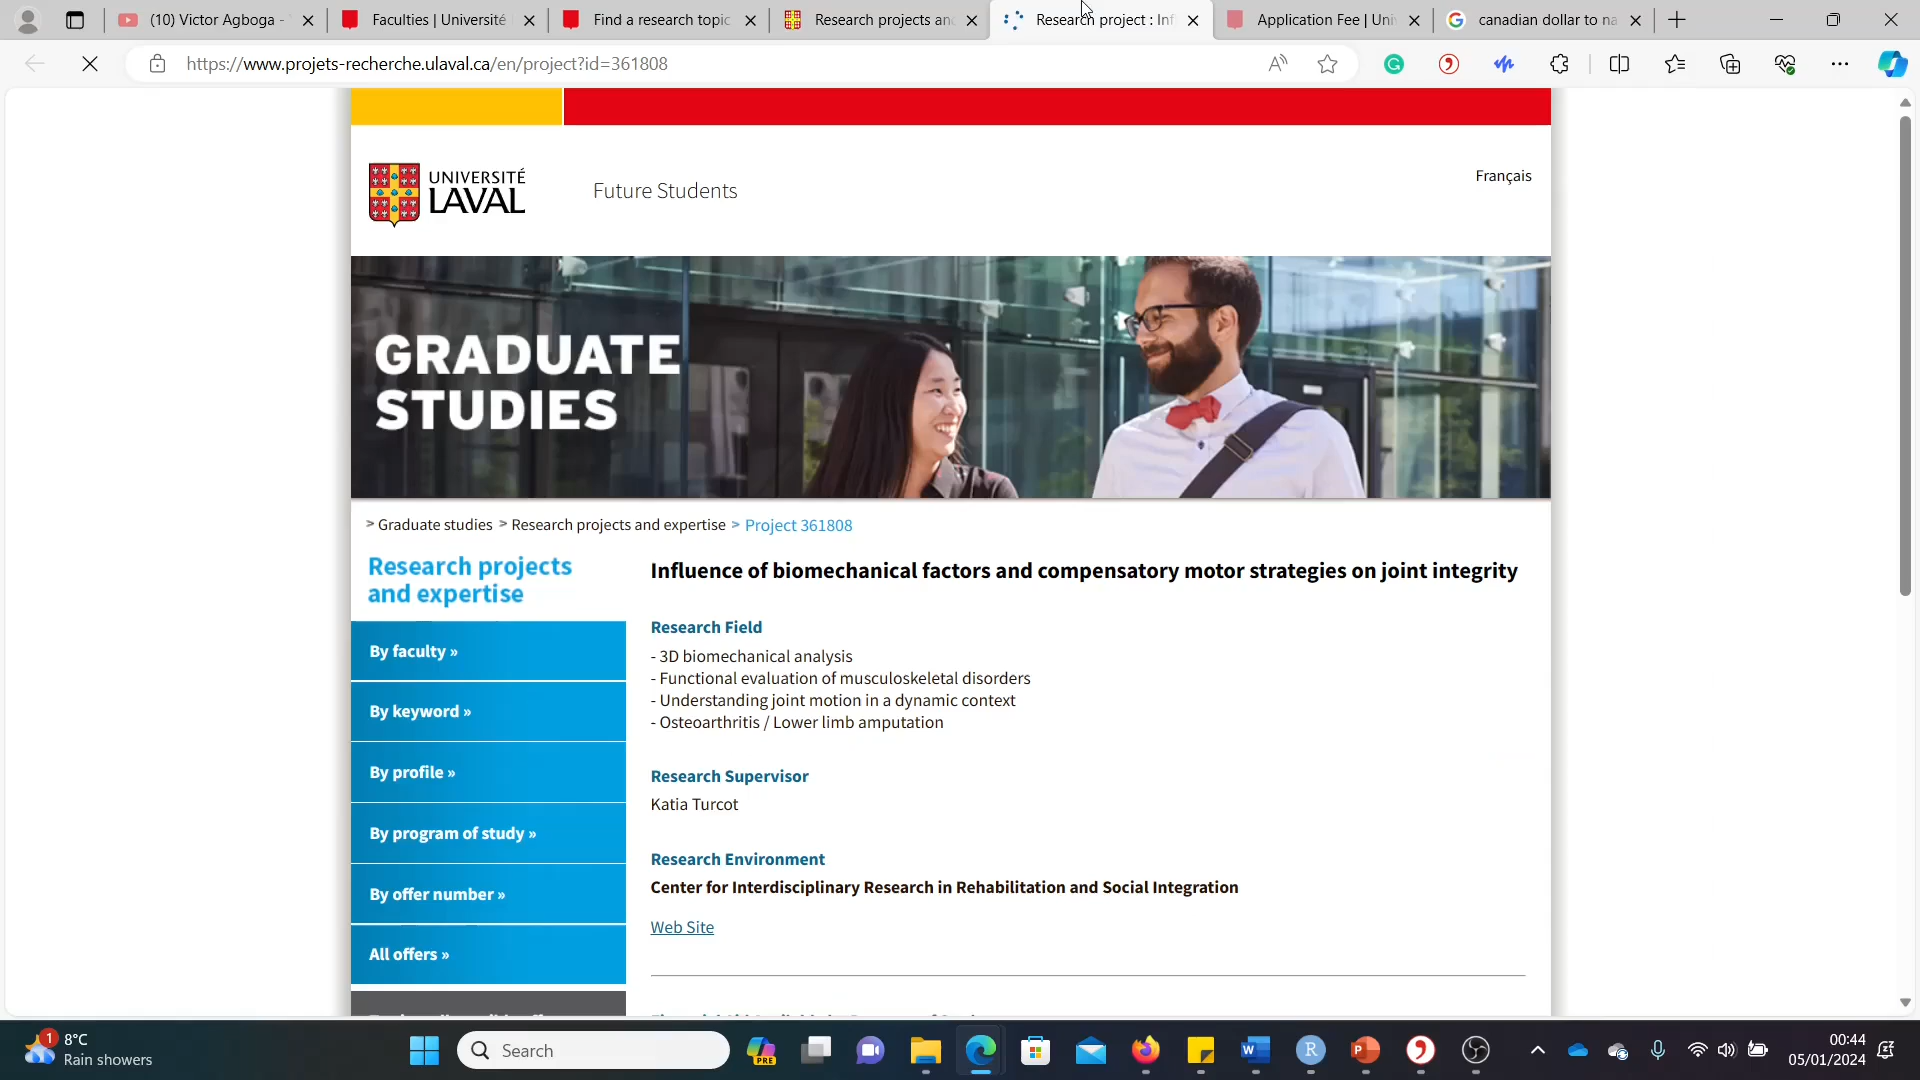 (10) Victor Agboga -
Faculties | Université
Find a research topic
Research projects and
Research project : Inf
Application Fee | Uni
canadian dollar to na
https://www.projets-recherche.ulaval.ca/en/project?id=361808
UNIVERSITÉ
LAVAL
Future Students
Français
GRADUATE
STUDIES
> Graduate studies > Research projects and expertise > Project 361808
Research projects
and expertise
By faculty »
By keyword »
By profile »
By program of study »
By offer number »
All offers »
Influence of biomechanical factors and compensatory motor strategies on joint integrity
Research Field
- 3D biomechanical analysis
- Functional evaluation of musculoskeletal disorders
- Understanding joint motion in a dynamic context
- Osteoarthritis / Lower limb amputation
Research Supervisor
Katia Turcot
Research Environment
Center for Interdisciplinary Research in Rehabilitation and Social Integration
Web Site
1
8°C
Rain showers
Search
PRE
00:44
05/01/2024